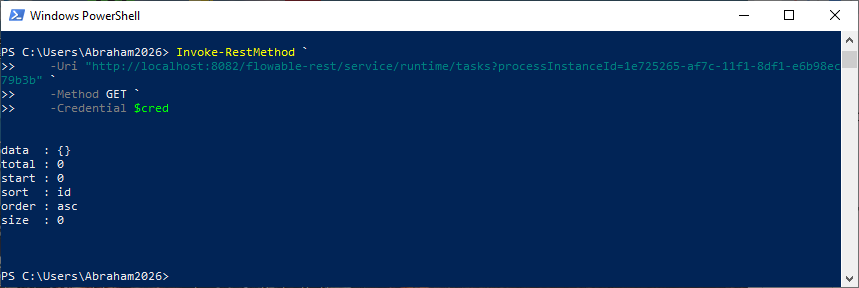 Windows PowerShell
PS C:\Users\Abraham2026> Invoke-RestMethod `
>>     -Uri "http://localhost:8082/flowable-rest/service/runtime/tasks?processInstanceId=1e725265-af7c-11f1-8df1-e6b98ec
79b3b" `
>>     -Method GET `
>>     -Credential $cred
data  : {}
total : 0
start : 0
sort  : id
order : asc
size  : 0
PS C:\Users\Abraham2026>